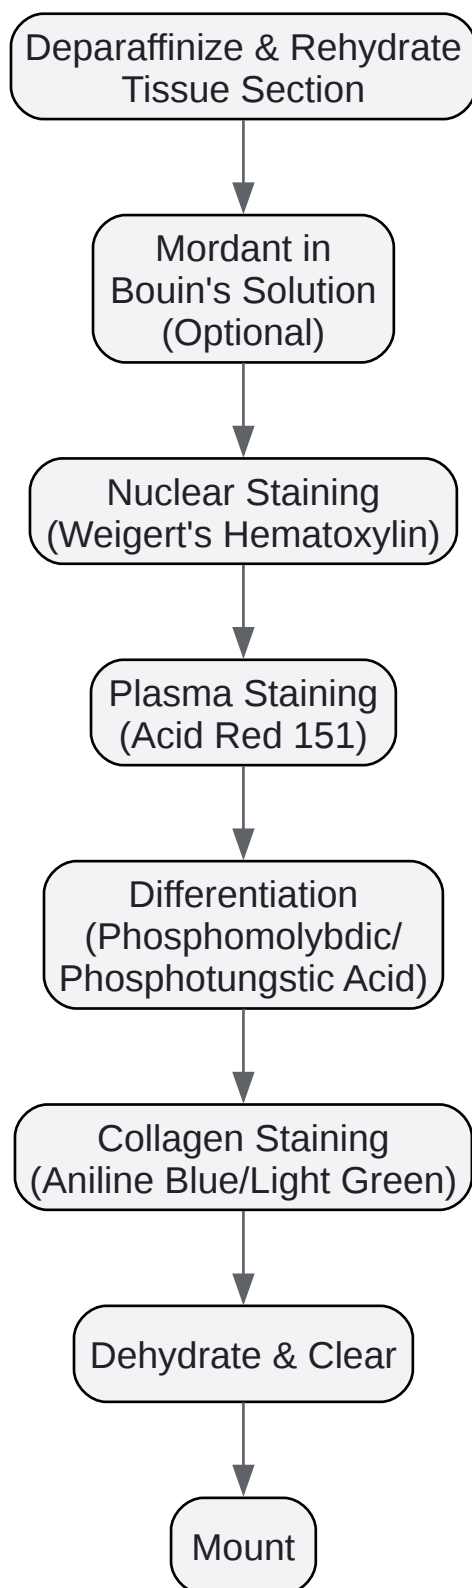 Deparaffinize & Rehydrate
Tissue Section
Mordant in
Bouin's Solution
(Optional)
Nuclear Staining
(Weigert's Hematoxylin)
Plasma Staining
(Acid Red 151)
Differentiation
(Phosphomolybdic/
Phosphotungstic Acid)
Collagen Staining
(Aniline Blue/Light Green)
Dehydrate & Clear
Mount